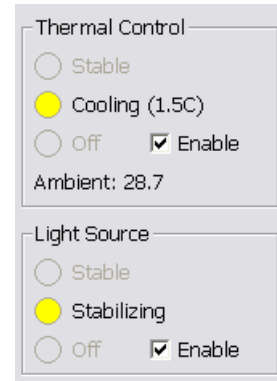 Thermal Control
Stable
Cooling (1.5C)
Off Enable
Ambient: 28.7
Light Source
Stable
Stabilizing
Off Enable